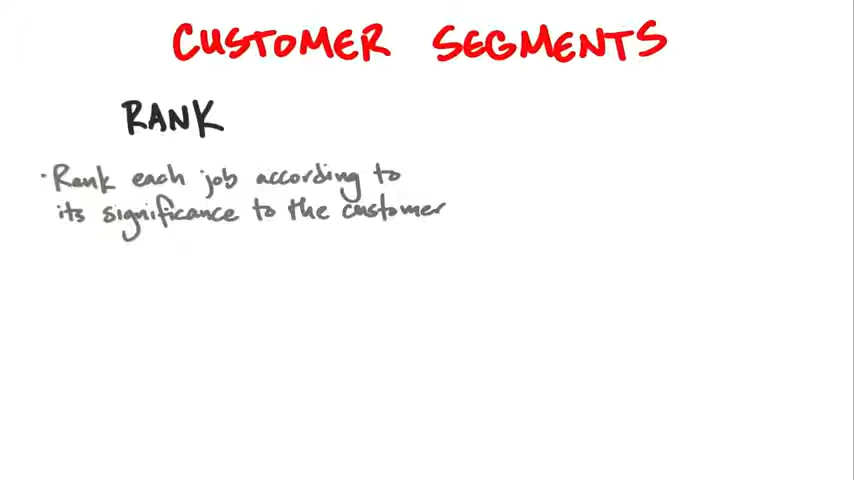 CUSTOMER SEGMENTS
RANK
• Rank each job according to
its significance to the customer